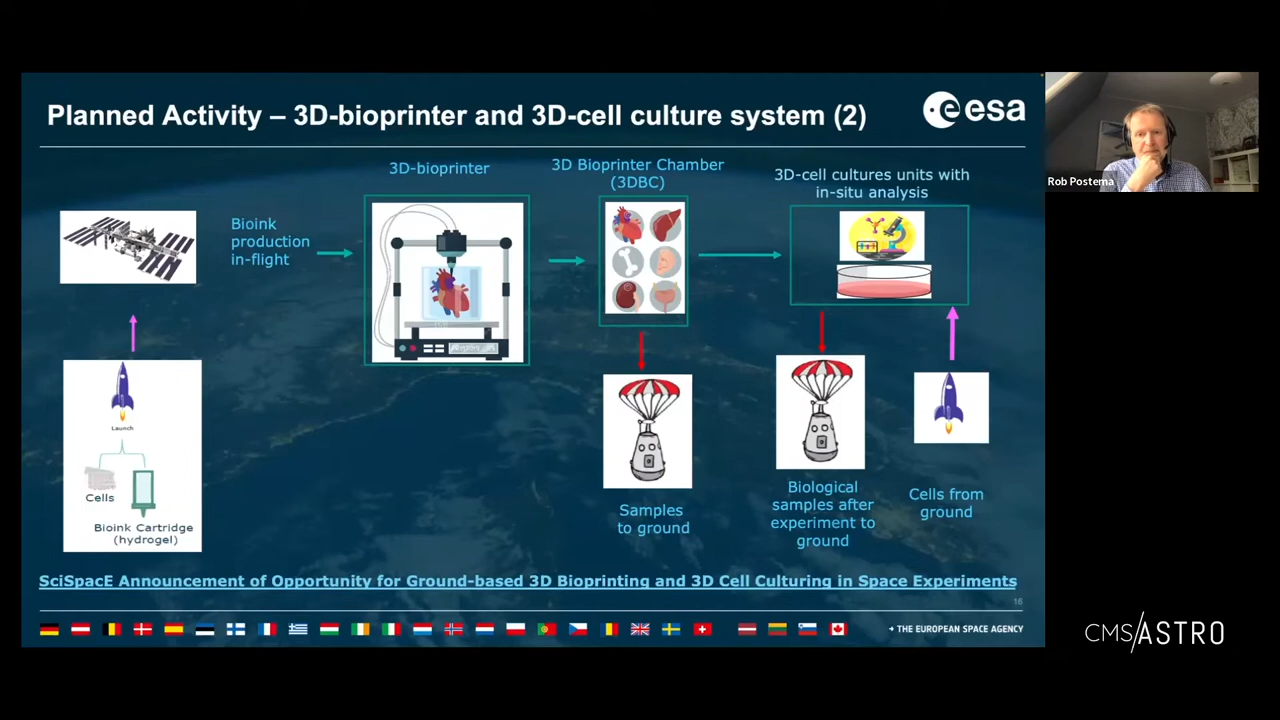 Planned Activity – 3D-bioprinter and 3D-cell culture system (2)
esa
Rob Postema
3D-bioprinter
3D Bioprinter Chamber
(3DBC)
3D-cell cultures units with
in-situ analysis
Bioink
production
in-flight
Launch
Cells
Bioink Cartridge
(hydrogel)
Samples
to ground
Biological
samples after
experiment to
ground
Cells from
ground
SciSpacE Announcement of Opportunity for Ground-based 3D Bioprinting and 3D Cell Culturing in Space Experiments
16
→ THE EUROPEAN SPACE AGENCY
CMS/ASTRO